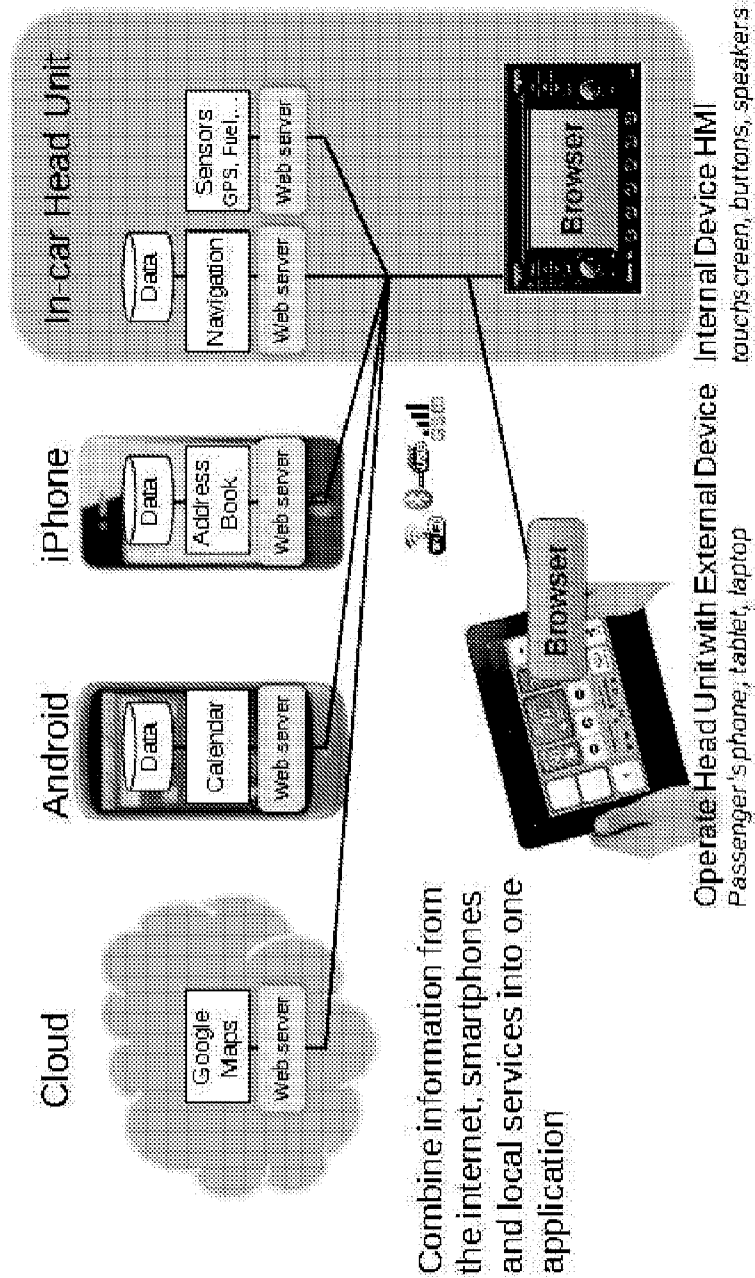 Cloud
Android
iPhone
In-car Head Unit
Google
Maps
Web server
Data
Calendar
Web server
Data
Address
Book
Web server
Data
Navigation
Web server
Sensors
GPS, Fuel,...
Web server
Combine information from
the internet, smartphones
and local services into one
application
Browser
Browser
Operate Head Unit with External Device
Passenger's phone, tablet, laptop
Internal Device HMI
touchscreen, buttons, speakers